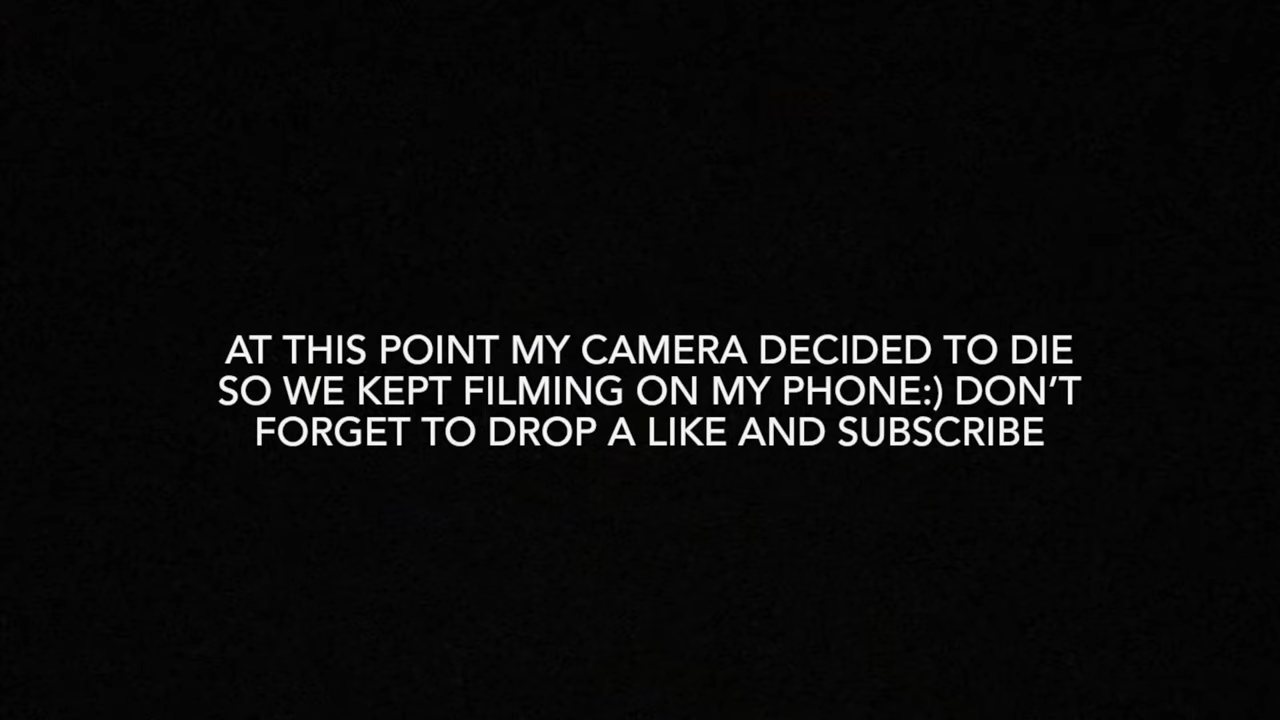 AT THIS POINT MY CAMERA DECIDED TO DIE
SO WE KEPT FILMING ON MY PHONE:) DON’T
FORGET TO DROP A LIKE AND SUBSCRIBE